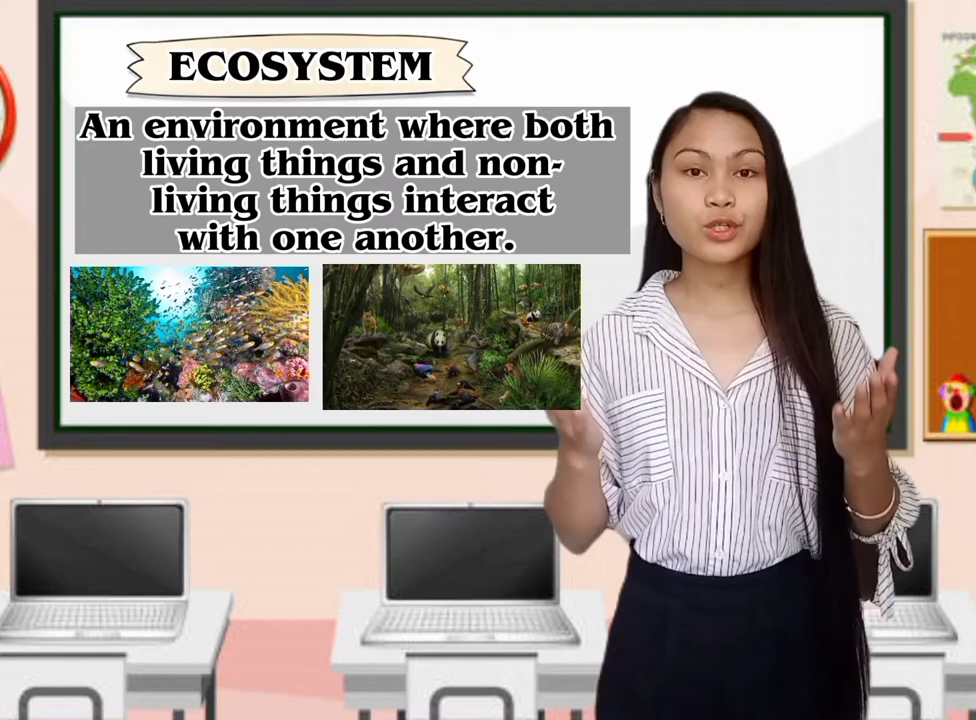 ECOSYSTEM
An environment where both
living things and non-
living things interact
with one another.